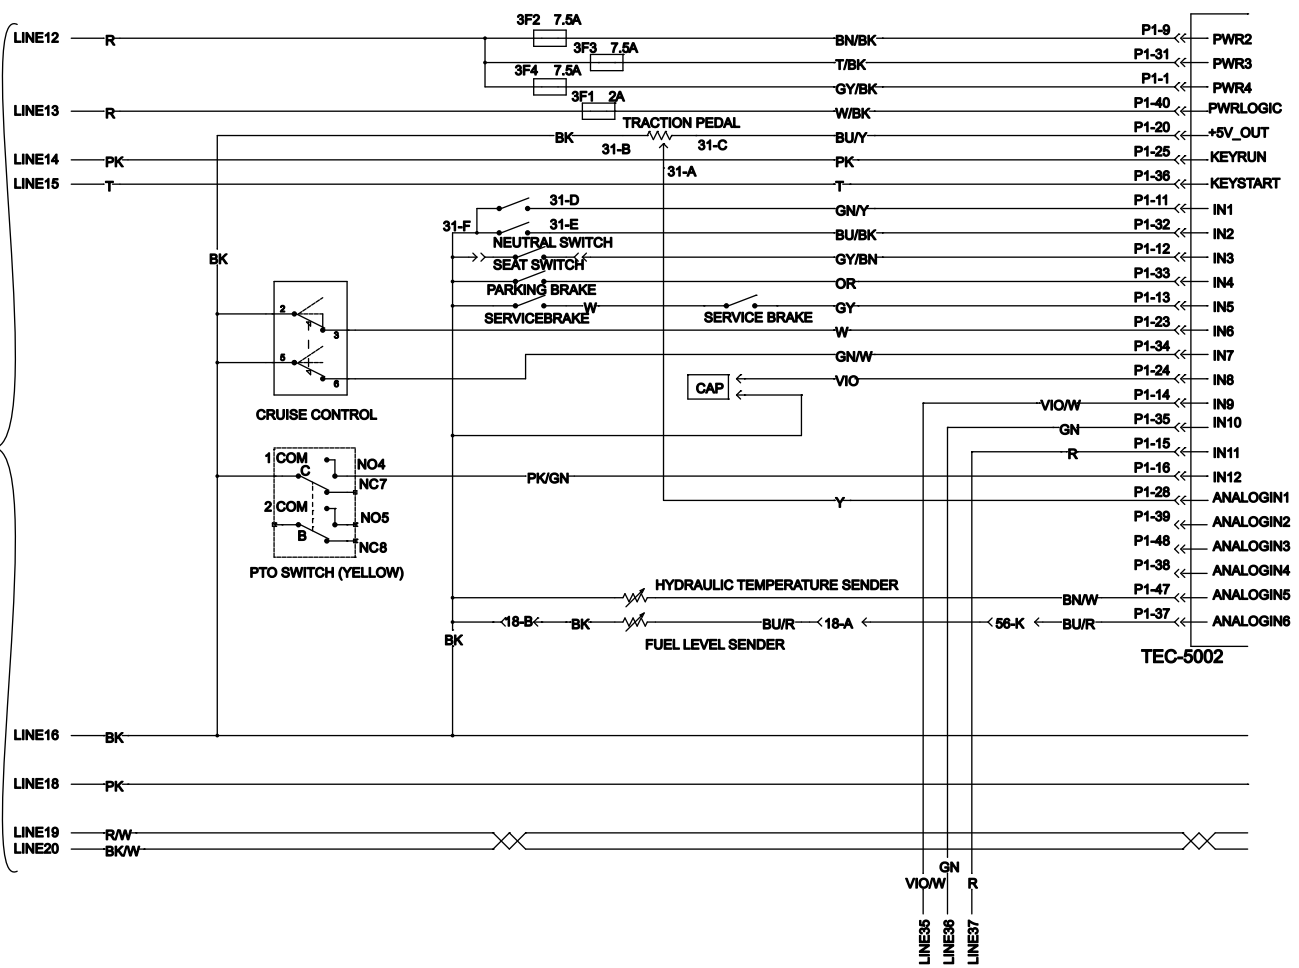 3F2 7.5A
LINE12 R BN/BK P1-9 PWR2
3F3 7.5A
T/BK P1-31 PWR3
3F4 7.5A
GY/BK P1-1 PWR4
3F1 2A
LINE13 R W/BK P1-40 PWRLOGIC
TRACTION PEDAL
BK BU/Y P1-20 +5V_OUT
31-B 31-C
LINE14 PK PK P1-25 KEYRUN
31-A
LINE15 T T P1-36 KEYSTART
31-D
GN/Y P1-11 IN1
31-F 31-E
BU/BK P1-32 IN2
NEUTRAL SWITCH
BK GY/BN P1-12 IN3
SEAT SWITCH
OR P1-33 IN4
PARKING BRAKE
W GY P1-13 IN5
SERVICEBRAKE SERVICE BRAKE
2 3 W P1-23 IN6
5 GN/W P1-34 IN7
6 VIO P1-24 IN8
CAP
CRUISE CONTROL
VIO/W P1-14 IN9
GN P1-35 IN10
R P1-15 IN11
1 COM C NO4
PK/GN P1-16 IN12
NC7
Y P1-28 ANALOGIN1
2 COM NO5
P1-39 ANALOGIN2
B NC8
P1-48 ANALOGIN3
PTO SWITCH (YELLOW)
P1-38 ANALOGIN4
HYDRAULIC TEMPERATURE SENDER
BN/W P1-47 ANALOGIN5
18-B BK BU/R 18-A 56-K BU/R P1-37 ANALOGIN6
BK
FUEL LEVEL SENDER
TEC-5002
LINE16 BK
LINE18 PK
LINE19 R/W
LINE20 BK/W
GN
VIO/W R
LINE35
LINE36
LINE37